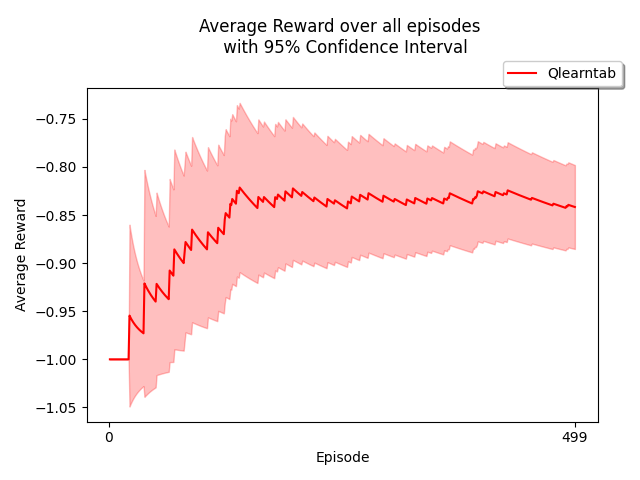 Average Reward over all episodes
with 95% Confidence Interval
Qlearntab
Average Reward
−0.75
−0.80
−0.85
−0.90
−0.95
−1.00
−1.05
0
499
Episode